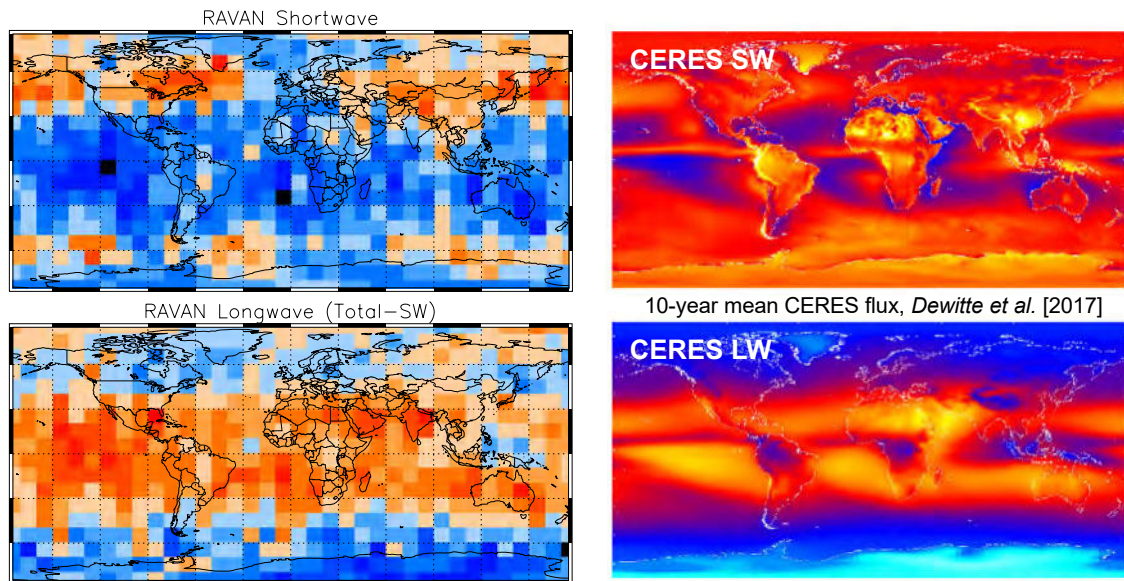 RAVAN Shortwave
CERES SW
10-year mean CERES flux, Dewitte et al. [2017]
RAVAN Longwave (Total-SW)
CERES LW